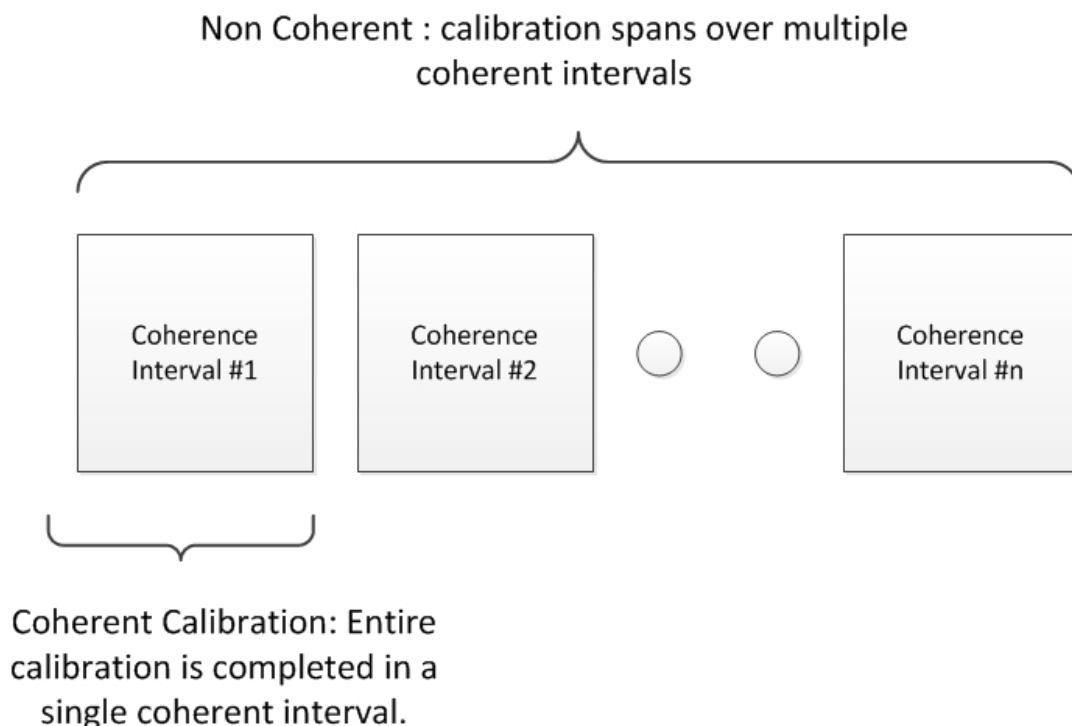 Non Coherent : calibration spans over multiple
coherent intervals
Coherence
Interval #1
Coherence
Interval #2
Coherence
Interval #n
Coherent Calibration: Entire
calibration is completed in a
single coherent interval.